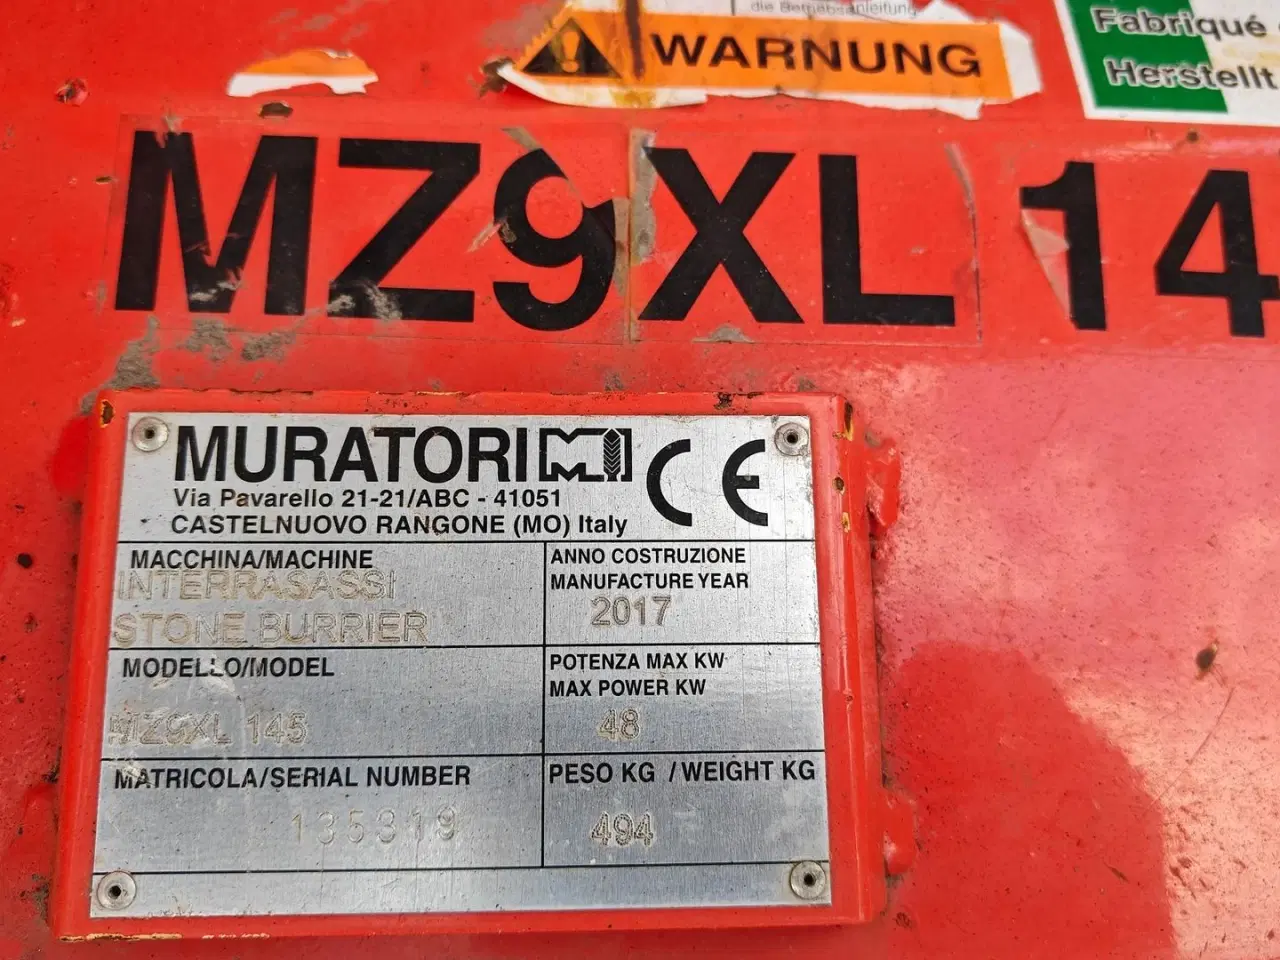 die Betriebsanleitung
WARNUNG
Fabriqué
Herstellt
MZ9XL 14
MURATORI
CE
Via Pavarello 21-21/ABC - 41051
CASTELNUOVO RANGONE (MO) Italy
MACCHINA/MACHINE
INTERRASASSI
STONE BURRIER
ANNO COSTRUZIONE
MANUFACTURE YEAR
2017
MODELLO/MODEL
MZ9XL 145
POTENZA MAX KW
MAX POWER KW
48
MATRICOLA/SERIAL NUMBER
135319
PESO KG / WEIGHT KG
494